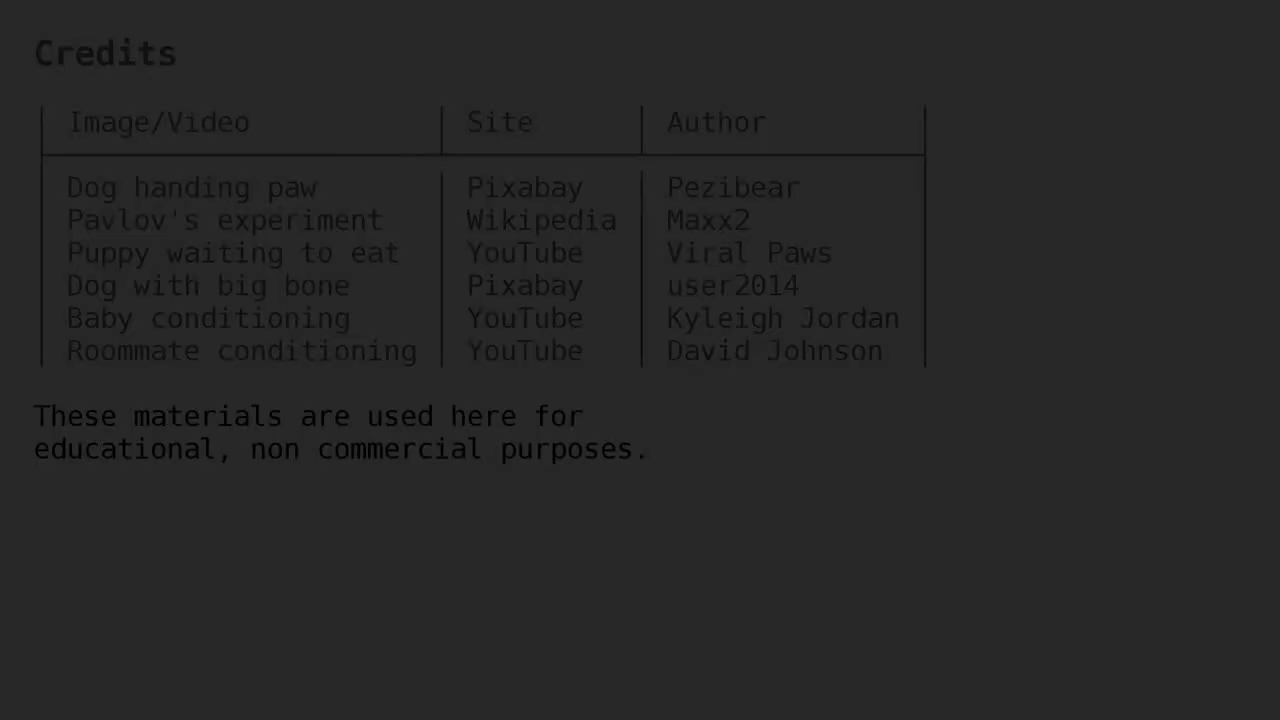 Credits
Image/Video Site Author
Dog handing paw Pixabay Pezibear
Pavlov's experiment Wikipedia Maxx2
Puppy waiting to eat YouTube Viral Paws
Dog with big bone Pixabay user2014
Baby conditioning YouTube Kyleigh Jordan
Roommate conditioning YouTube David Johnson
These materials are used here for
educational, non commercial purposes.